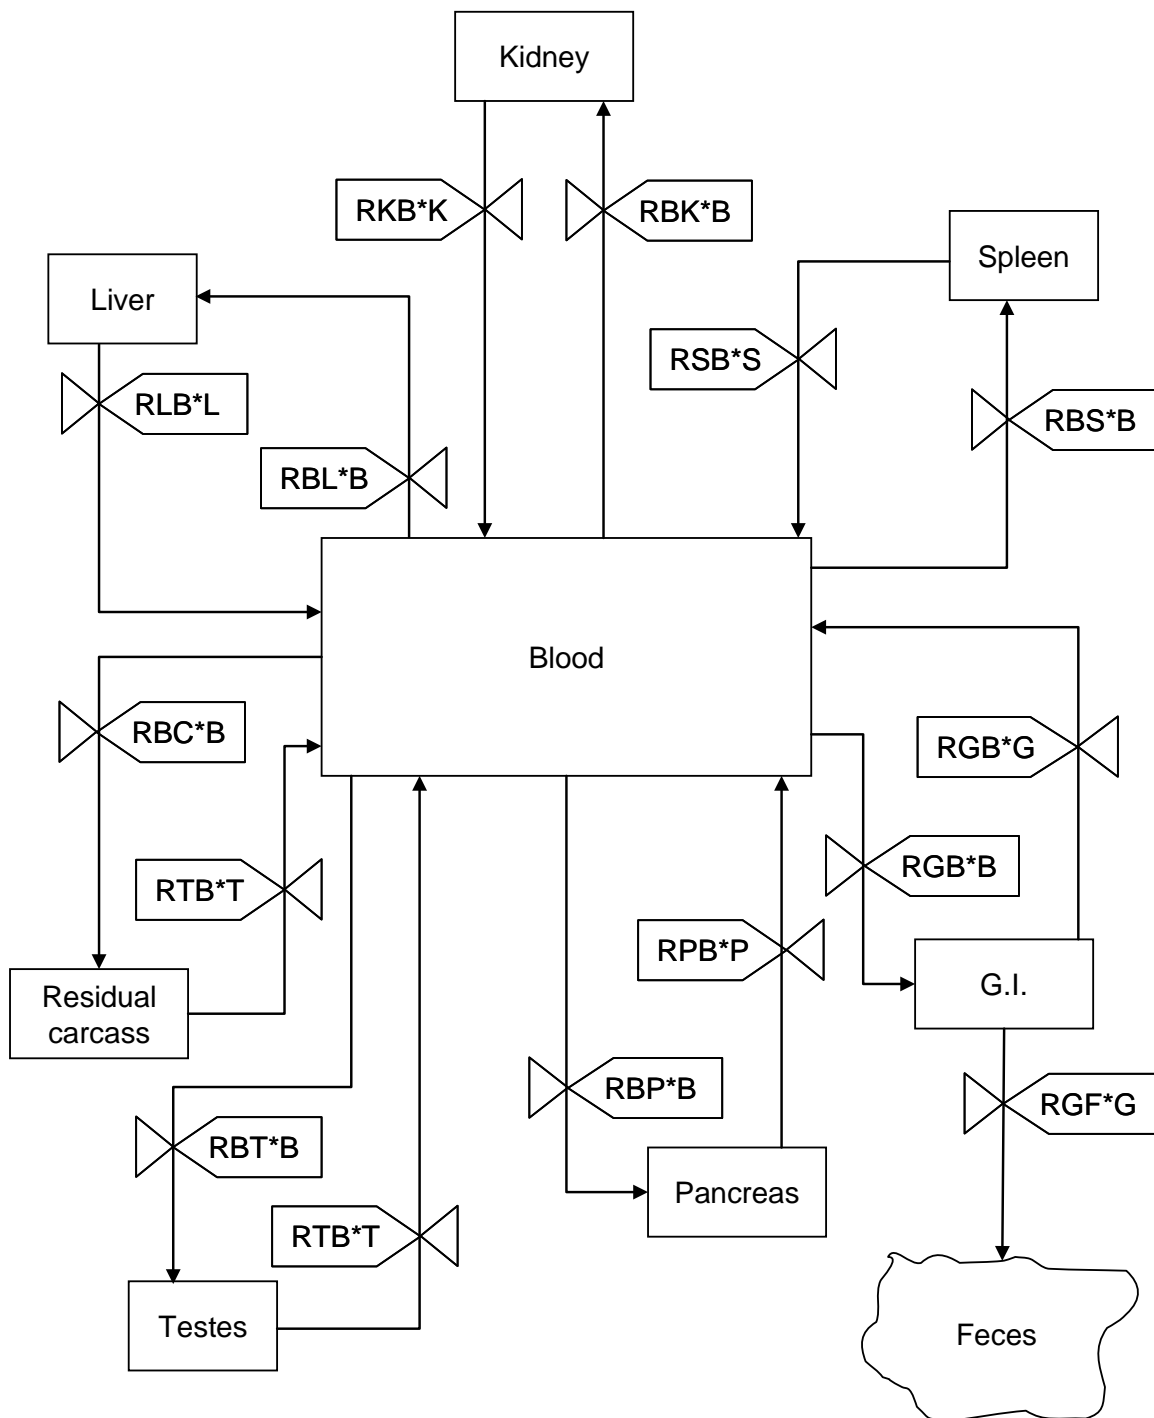 Kidney
RKB*K
RBK*B
Spleen
Liver
RSB*S
RLB*L
RBS*B
RBL*B
Blood
RBC*B
RGB*G
RTB*T
RGB*B
RPB*P
Residual
carcass
G.I.
RBP*B
RGF*G
RBT*B
Pancreas
RTB*T
Testes
Feces